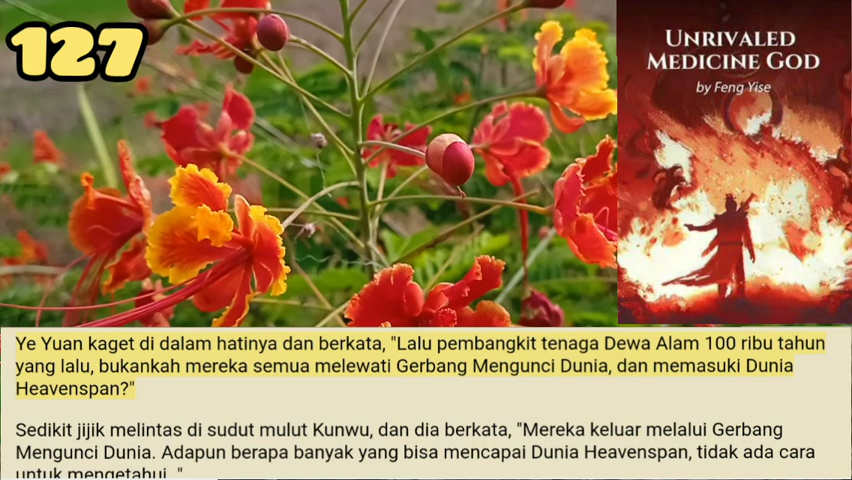 127
UNRIVALED
MEDICINE GOD
by Feng Yise
Ye Yuan kaget di dalam hatinya dan berkata, "Lalu pembangkit tenaga Dewa Alam 100 ribu tahun
yang lalu, bukankah mereka semua melewati Gerbang Mengunci Dunia, dan memasuki Dunia
Heavenspan?"
Sedikit jijik melintas di sudut mulut Kunwu, dan dia berkata, "Mereka keluar melalui Gerbang
Mengunci Dunia. Adapun berapa banyak yang bisa mencapai Dunia Heavenspan, tidak ada cara
untuk mengetahui. "